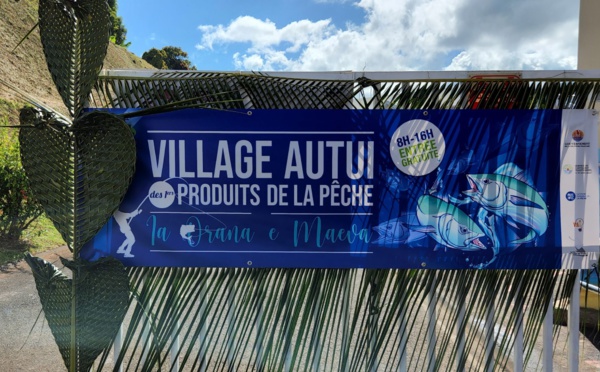 VILLAGE AUTUI
des 1ers PRODUITS DE LA PÊCHE
Ia Orana e Maeva
8H-16H
ENTRÉE
GRATUITE